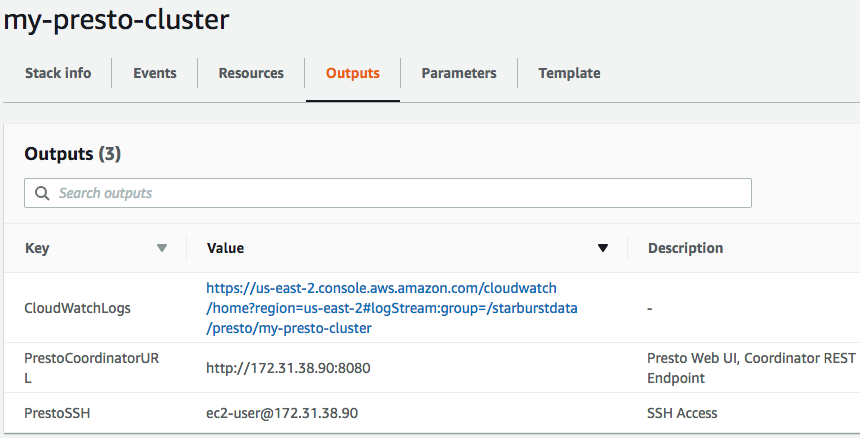 my-presto-cluster
Stack info Events Resources Outputs Parameters Template
Outputs (3)
Search outputs
Key Value Description
CloudWatchLogs
https://us-east-2.console.aws.amazon.com/cloudwatch
/home?region=us-east-2#logStream:group=/starburstdata
/presto/my-presto-cluster
-
PrestoCoordinatorUR
L
http://172.31.38.90:8080
Presto Web UI, Coordinator REST
Endpoint
PrestoSSH ec2-user@172.31.38.90 SSH Access